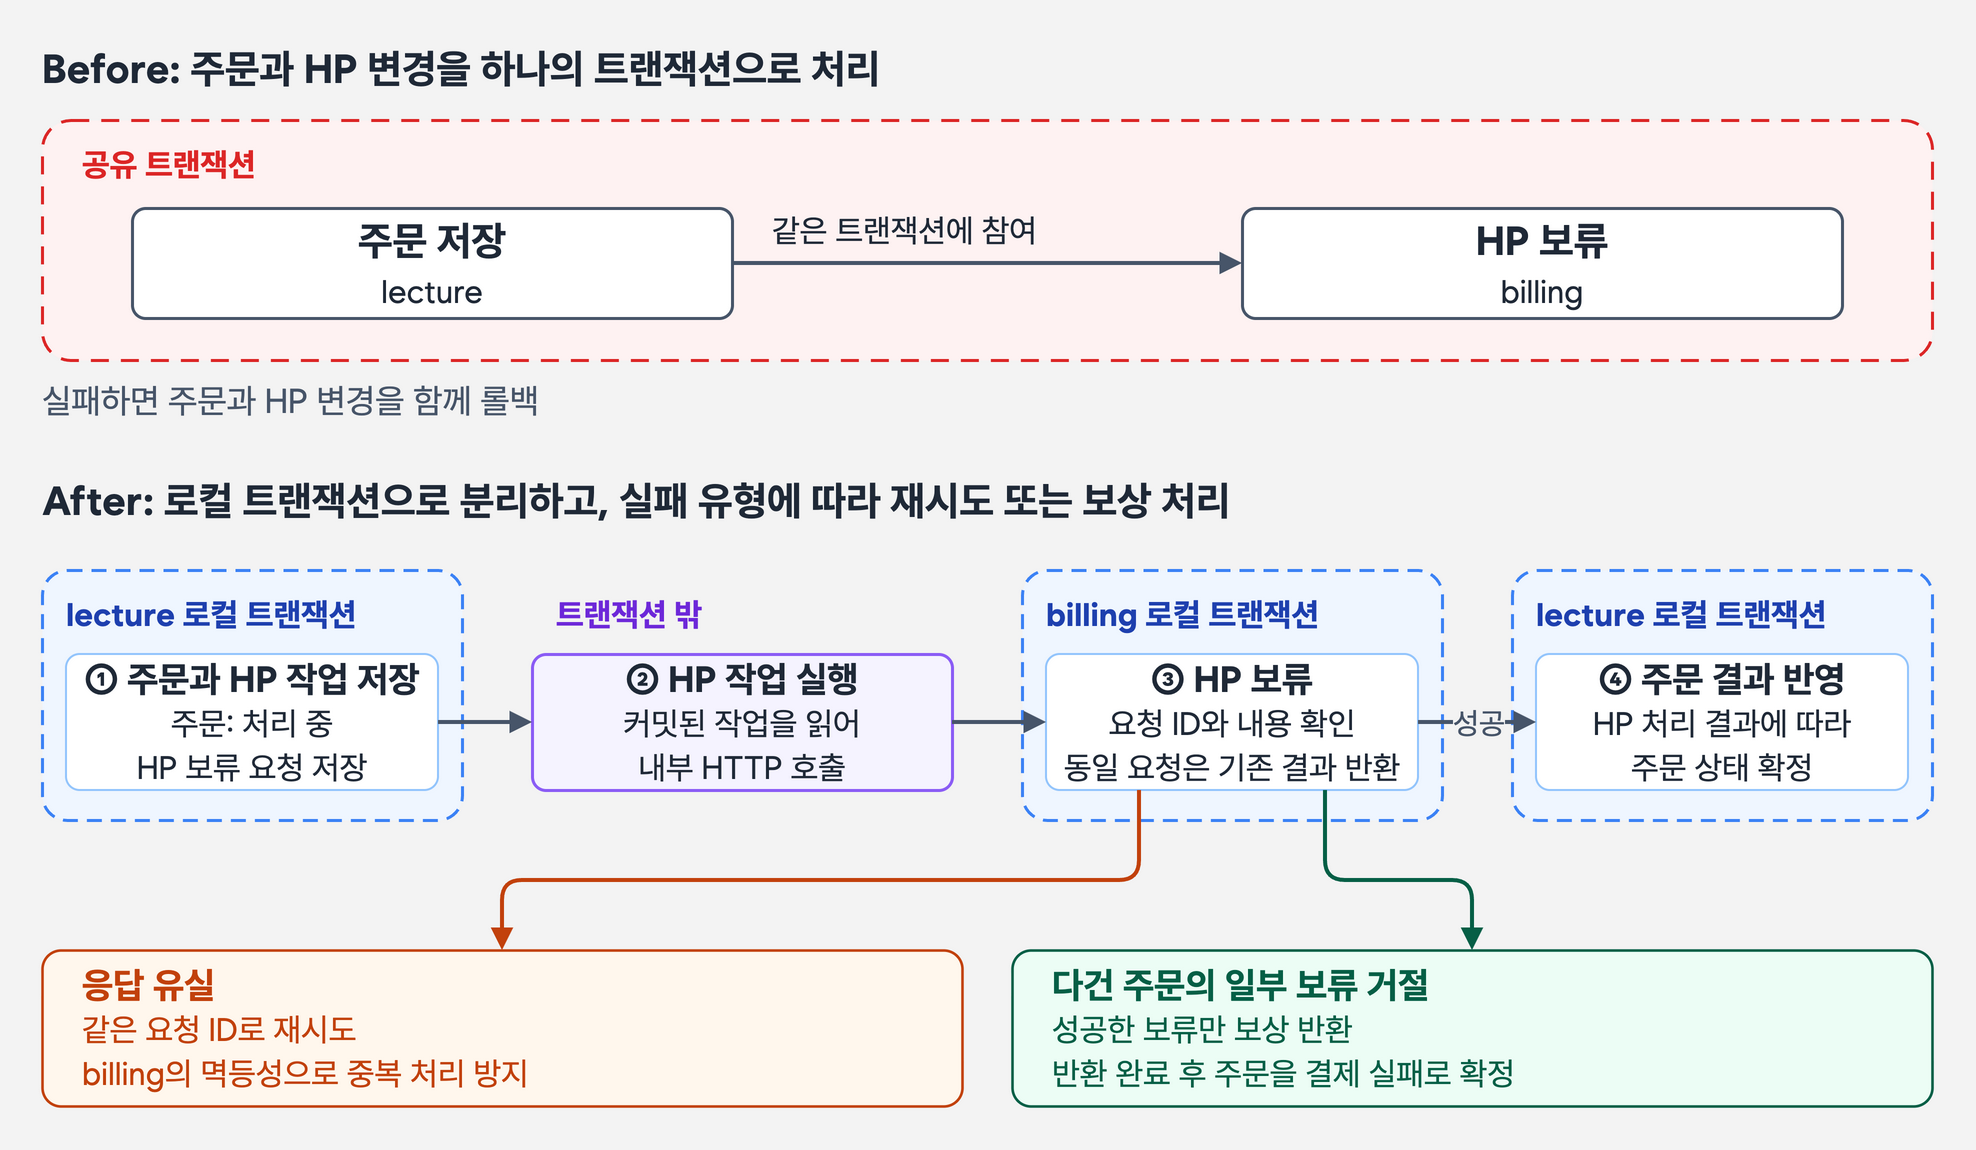 Before: 주문과 HP 변경을 하나의 트랜잭션으로 처리
공유 트랜잭션
주문 저장
lecture
같은 트랜잭션에 참여
HP 보류
billing
실패하면 주문과 HP 변경을 함께 롤백
After: 로컬 트랜잭션으로 분리하고, 실패 유형에 따라 재시도 또는 보상 처리
lecture 로컬 트랜잭션
① 주문과 HP 작업 저장
주문: 처리 중
HP 보류 요청 저장
트랜잭션 밖
② HP 작업 실행
커밋된 작업을 읽어
내부 HTTP 호출
billing 로컬 트랜잭션
③ HP 보류
요청 ID와 내용 확인
동일 요청은 기존 결과 반환
성공
lecture 로컬 트랜잭션
④ 주문 결과 반영
HP 처리 결과에 따라
주문 상태 확정
응답 유실
같은 요청 ID로 재시도
billing의 멱등성으로 중복 처리 방지
다건 주문의 일부 보류 거절
성공한 보류만 보상 반환
반환 완료 후 주문을 결제 실패로 확정